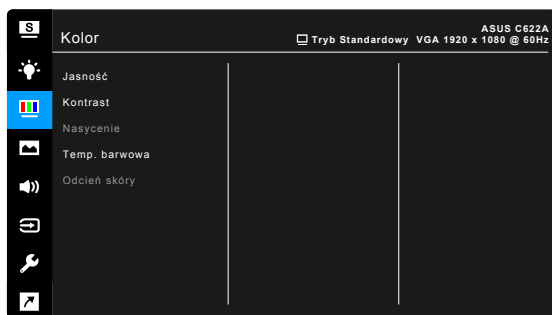 S
ASUS C622A
Kolor
Tryb Standardowy VGA 1920 x 1080 @ 60Hz
Jasność
Kontrast
Nasycenie
Temp. barwowa
Odcień skóry